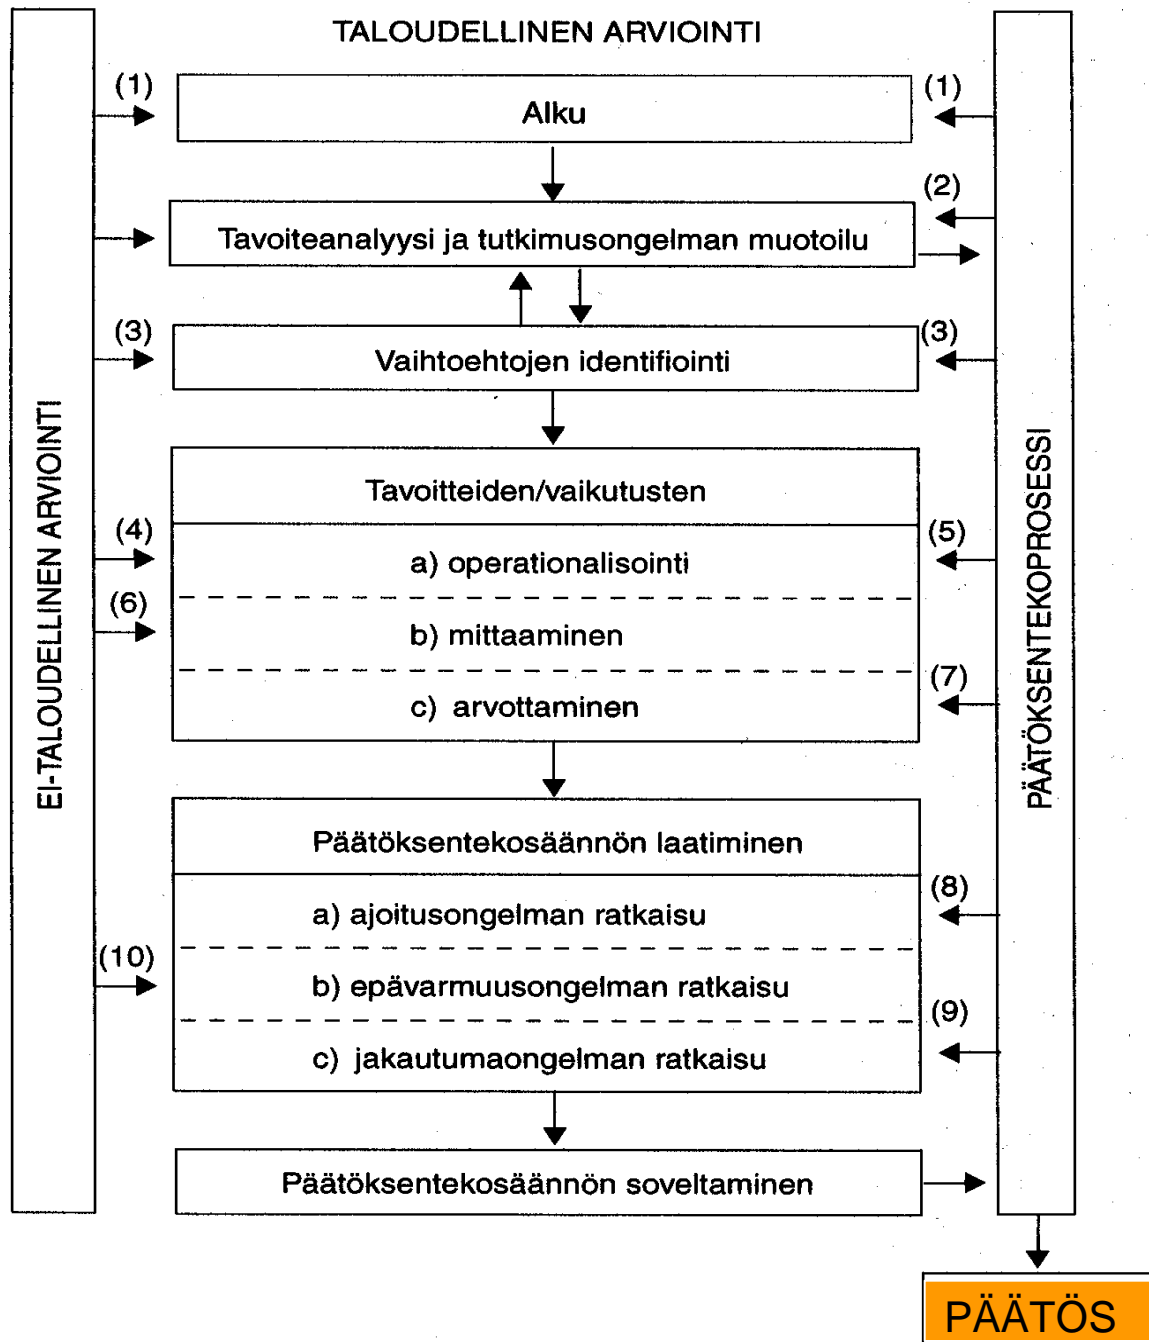 TALOUDELLINEN ARVIOINTI
(1)
(1)
Alku
(2)
Tavoiteanalyysi ja tutkimusongelman muotoilu
(3)
(3)
Vaihtoehtojen identifiointi
EI-TALOUDELLINEN ARVIOINTI
PÄÄTÖKSENTEKOPROSESSI
Tavoitteiden/vaikutusten
(4)
(5)
a) operationalisointi
(6)
b) mittaaminen
(7)
c) arvottaminen
Päätöksentekosäännön laatiminen
(8)
a) ajoitusongelman ratkaisu
(10)
b) epävarmuusongelman ratkaisu
(9)
c) jakautumaongelman ratkaisu
Päätöksentekosäännön soveltaminen
PÄÄTÖS